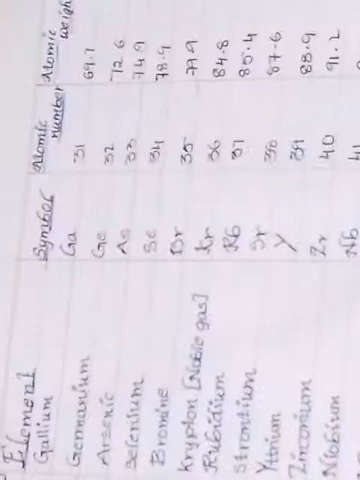 Element Symbol Atomic number Atomic weigh
Gallium Ga 31 69.7
Germanium Ge 32 72.6
Arsenic As 33 74.9
Selenium Se 34 78.9
Bromine Br 35 79.9
Krypton [Noble gas] Kr 36 84.8
Rubidium Rb 37 85.4
Strontium Sr 38 87.6
Yttrium Y 39 88.9
Zirconium Zr 40 91.2
Niobium Nb 41